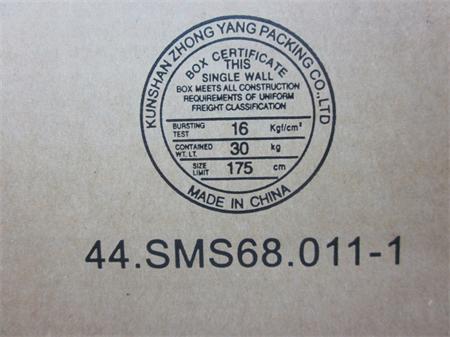 KUNSHAN ZHONG YANG PACKING CO.,LTD
BOX CERTIFICATE
THIS
SINGLE WALL
BOX MEETS ALL CONSTRUCTION
REQUIREMENTS OF UNIFORM
FREIGHT CLASSIFICATION
BURSTING TEST 16 Kgf/cm²
CONTAINED WT. LT. 30 kg
SIZE LIMIT 175 cm
MADE IN CHINA
44.SMS68.011-1